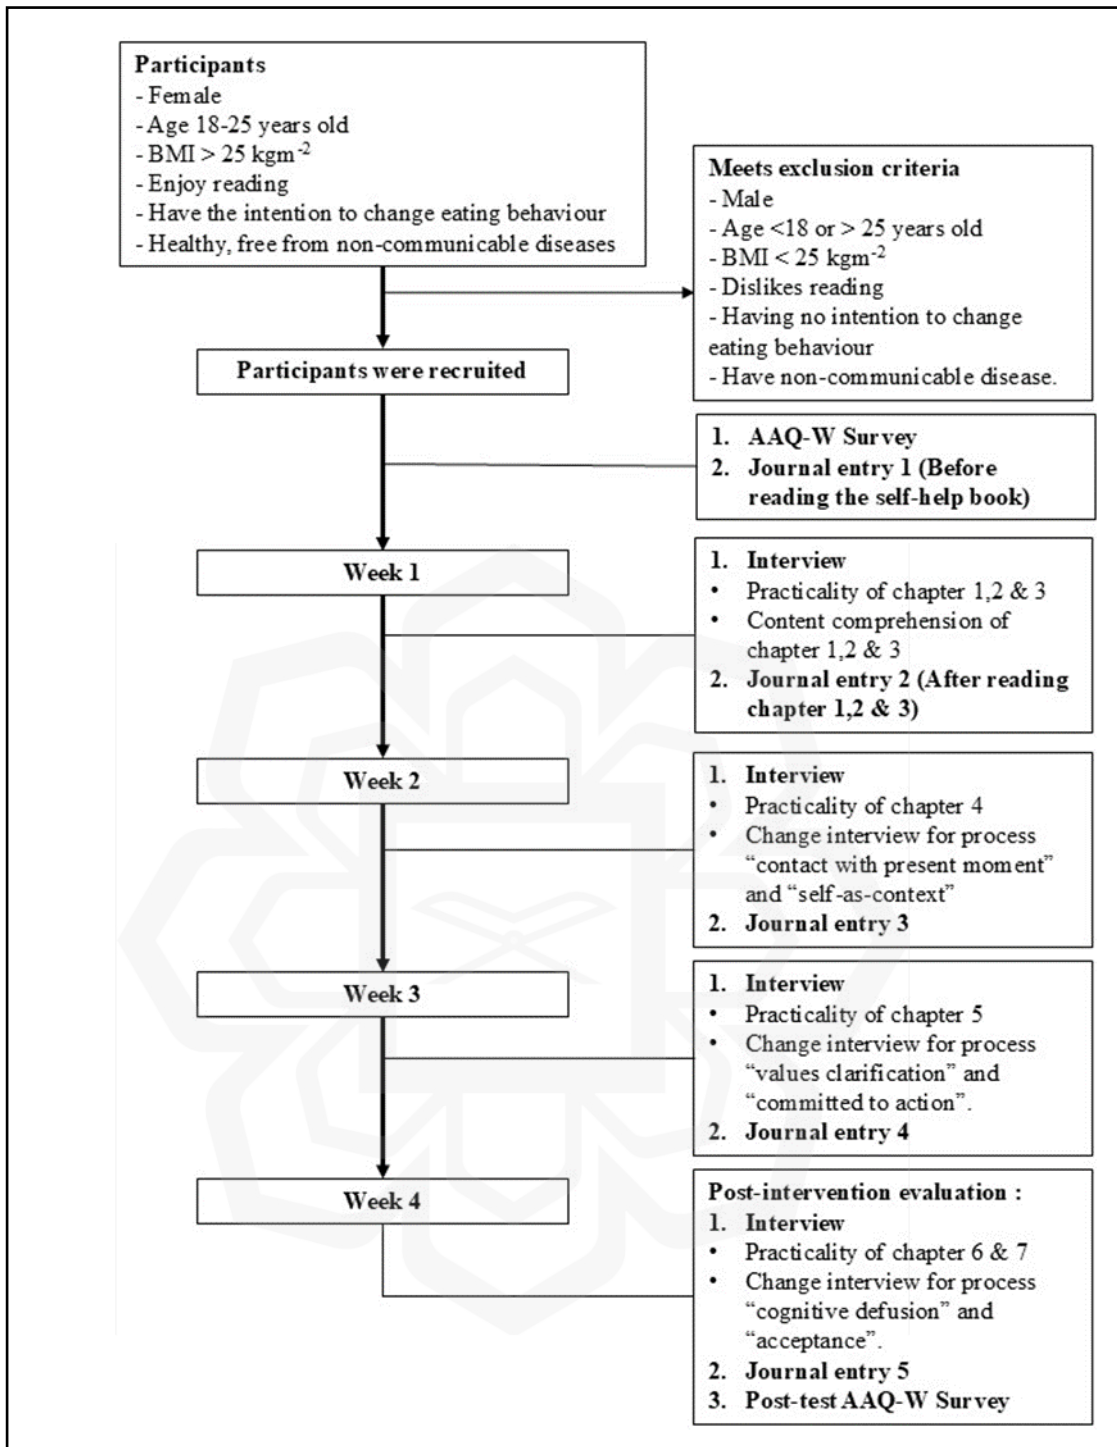 Participants
- Female
- Age 18-25 years old
- BMI > 25 kgm⁻²
- Enjoy reading
- Have the intention to change eating behaviour
- Healthy, free from non-communicable diseases
Meets exclusion criteria
- Male
- Age <18 or > 25 years old
- BMI < 25 kgm⁻²
- Dislikes reading
- Having no intention to change
eating behaviour
- Have non-communicable disease.
Participants were recruited
1. AAQ-W Survey
2. Journal entry 1 (Before
reading the self-help book)
Week 1
1. Interview
• Practicality of chapter 1,2 & 3
• Content comprehension of
chapter 1,2 & 3
2. Journal entry 2 (After reading
chapter 1,2 & 3)
Week 2
1. Interview
• Practicality of chapter 4
• Change interview for process
“contact with present moment”
and “self-as-context”
2. Journal entry 3
Week 3
1. Interview
• Practicality of chapter 5
• Change interview for process
“values clarification” and
“committed to action”.
2. Journal entry 4
Week 4
Post-intervention evaluation :
1. Interview
• Practicality of chapter 6 & 7
• Change interview for process
“cognitive defusion” and
“acceptance”.
2. Journal entry 5
3. Post-test AAQ-W Survey